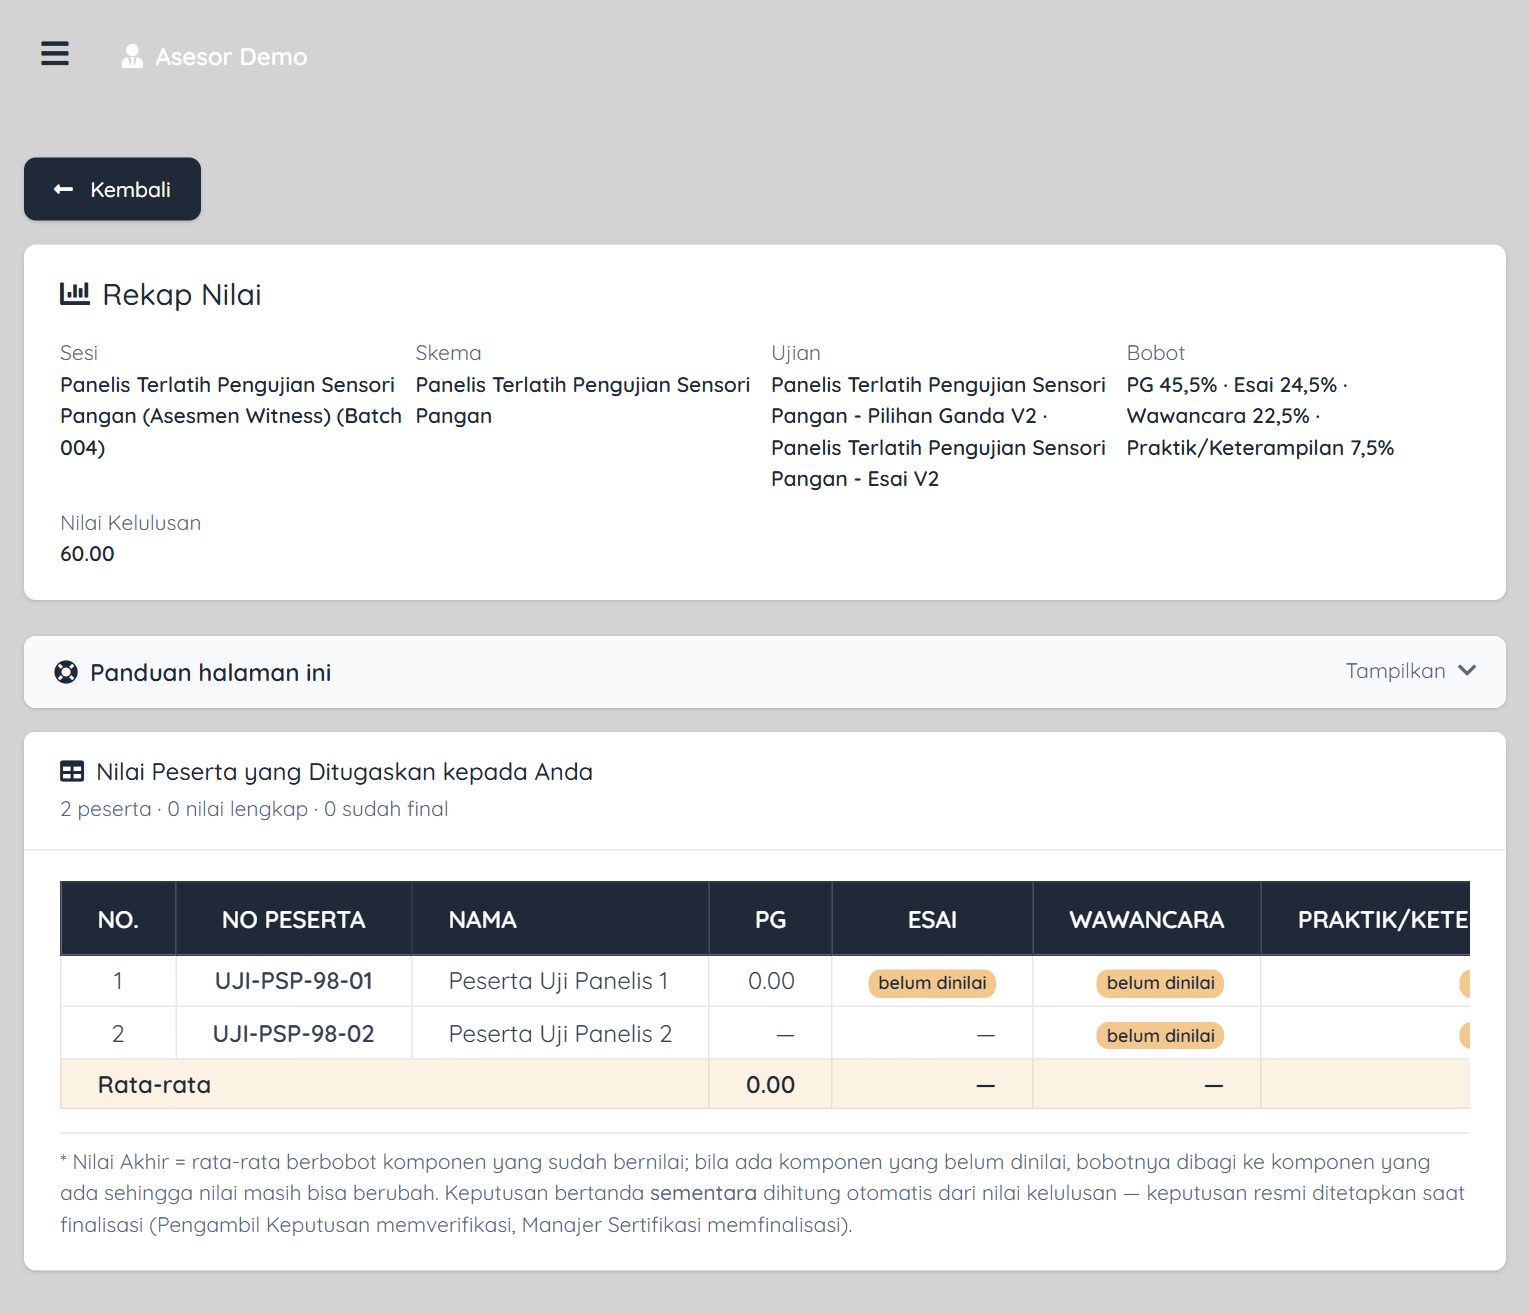 Asesor Demo
Kembali
Rekap Nilai
Sesi
Panelis Terlatih Pengujian Sensori
Pangan (Asesmen Witness) (Batch
004)
Skema
Panelis Terlatih Pengujian Sensori
Pangan
Ujian
Panelis Terlatih Pengujian Sensori
Pangan - Pilihan Ganda V2 ·
Panelis Terlatih Pengujian Sensori
Pangan - Esai V2
Bobot
PG 45,5% · Esai 24,5% ·
Wawancara 22,5% ·
Praktik/Keterampilan 7,5%
Nilai Kelulusan
60.00
Panduan halaman ini
Tampilkan
Nilai Peserta yang Ditugaskan kepada Anda
2 peserta · 0 nilai lengkap · 0 sudah final
NO. NO PESERTA NAMA PG ESAI WAWANCARA PRAKTIK/KETE
1 UJI-PSP-98-01 Peserta Uji Panelis 1 0.00 belum dinilai belum dinilai
2 UJI-PSP-98-02 Peserta Uji Panelis 2 — — belum dinilai
Rata-rata 0.00 — —
* Nilai Akhir = rata-rata berbobot komponen yang sudah bernilai; bila ada komponen yang belum dinilai, bobotnya dibagi ke komponen yang
ada sehingga nilai masih bisa berubah. Keputusan bertanda sementara dihitung otomatis dari nilai kelulusan — keputusan resmi ditetapkan saat
finalisasi (Pengambil Keputusan memverifikasi, Manajer Sertifikasi memfinalisasi).